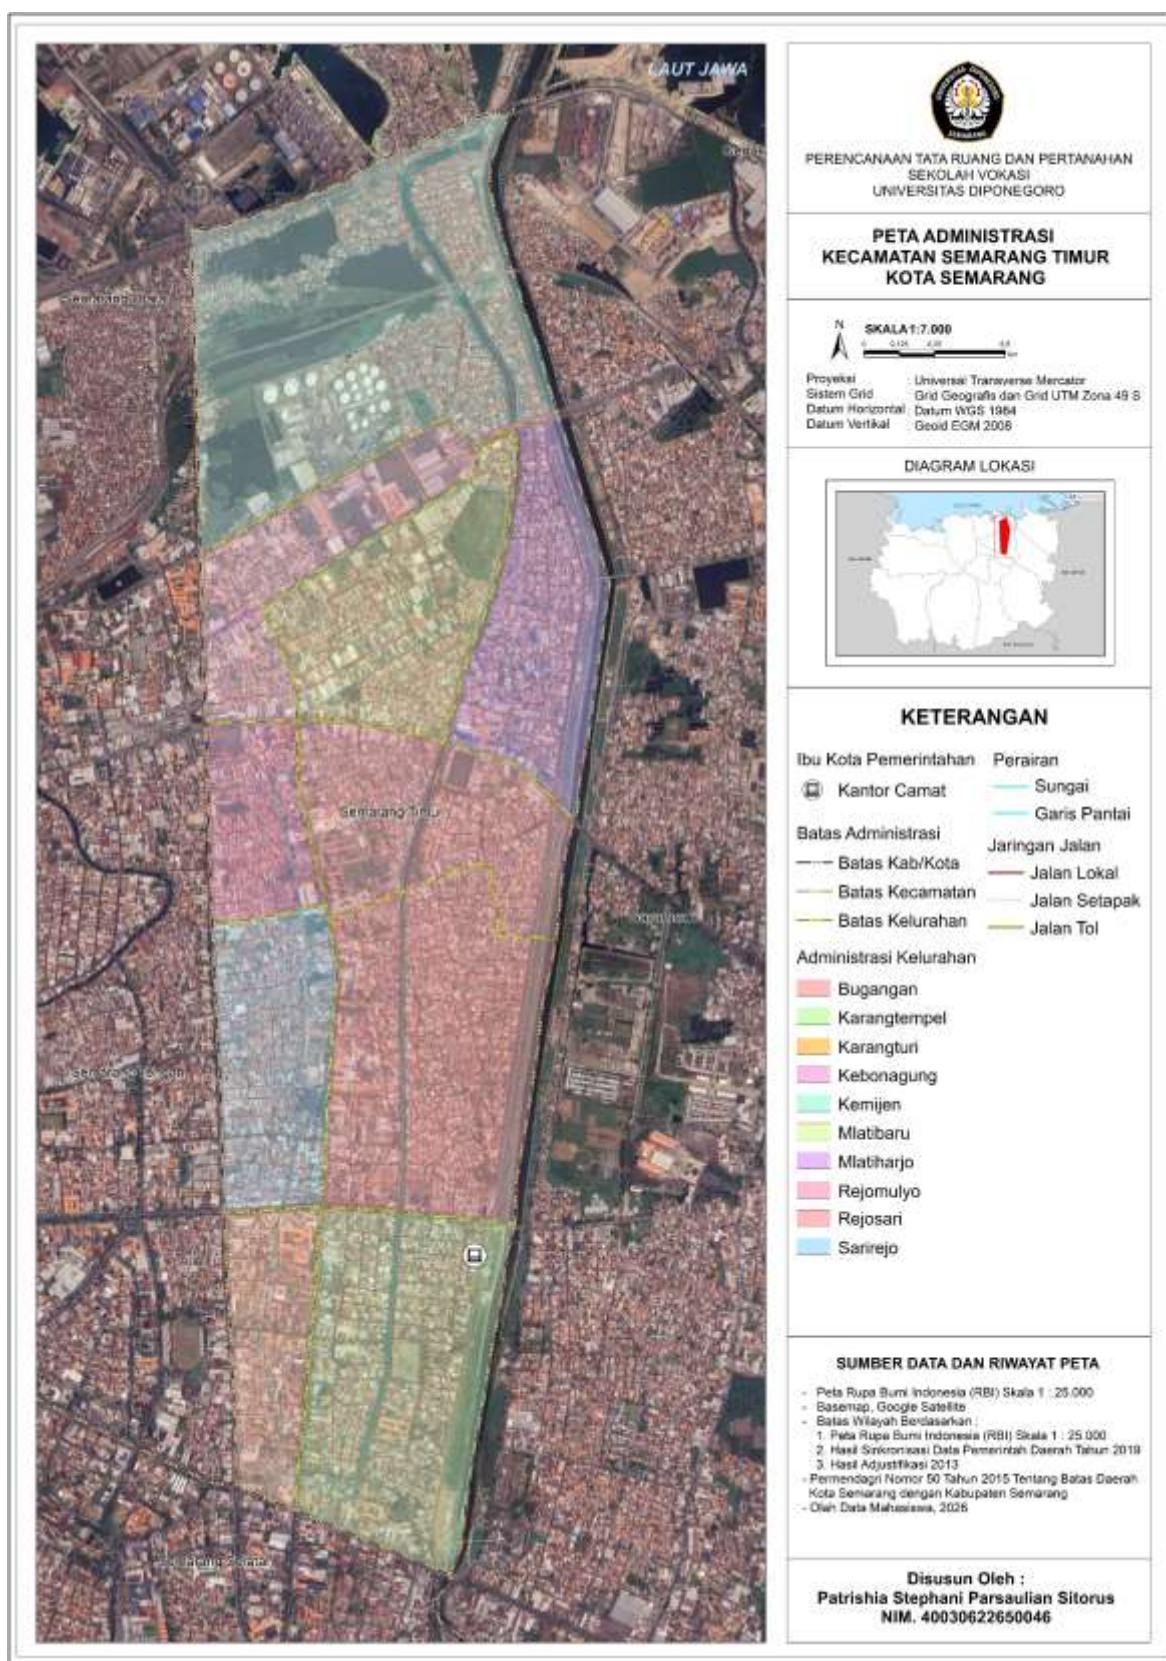 LAUT JAWA
Semarang Timur
UNIVERSITAS DIPONEGORO
SEMARANG
PERENCANAAN TATA RUANG DAN PERTANAHAN
SEKOLAH VOKASI
UNIVERSITAS DIPONEGORO
PETA ADMINISTRASI
KECAMATAN SEMARANG TIMUR
KOTA SEMARANG
N
SKALA 1:7.000
Proyeksi : Universal Transverse Mercator
Sistem Grid : Grid Geografis dan Grid UTM Zona 49 S
Datum Horizontal : Datum WGS 1984
Datum Vertikal : Geoid EGM 2008
DIAGRAM LOKASI
KETERANGAN
Ibu Kota Pemerintahan
Kantor Camat
Batas Administrasi
Batas Kab/Kota
Batas Kecamatan
Batas Kelurahan
Perairan
Sungai
Garis Pantai
Jaringan Jalan
Jalan Lokal
Jalan Setapak
Jalan Tol
Administrasi Kelurahan
Bugangan
Karangtempel
Karangturi
Kebonagung
Kemijen
Mlatibaru
Mlatiharjo
Rejomulyo
Rejosari
Sarirejo
SUMBER DATA DAN RIWAYAT PETA
- Peta Rupa Bumi Indonesia (RBI) Skala 1 : 25.000
- Basemap, Google Satellite
- Batas Wilayah Berdasarkan :
1. Peta Rupa Bumi Indonesia (RBI) Skala 1 : 25.000
2. Hasil Sinkronisasi Data Pemerintah Daerah Tahun 2019
3. Hasil Adjustifikasi 2013
- Permendagri Nomor 50 Tahun 2015 Tentang Batas Daerah
Kota Semarang dengan Kabupaten Semarang
- Olah Data Mahasiswa, 2026
Disusun Oleh :
Patrishia Stephani Parsaulian Sitorus
NIM. 40030622650046